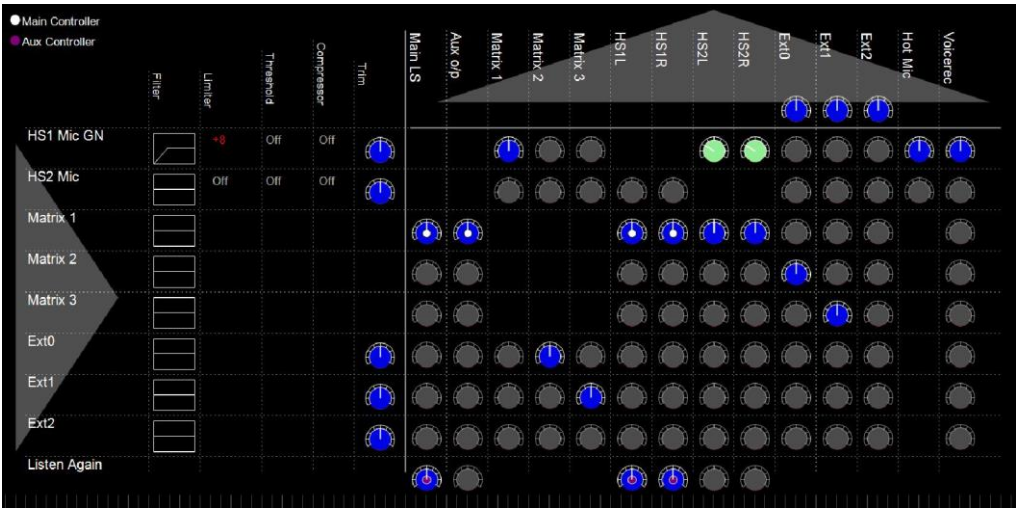 Main Controller
Aux Controller
Filter
Limiter
Threshold
Compressor
Trim
Main LS
Aux o/p
Matrix 1
Matrix 2
Matrix 3
HS1L
HS1R
HS2L
HS2R
Ext0
Ext1
Ext2
Hot Mic
Voicerec
HS1 Mic GN +8 Off Off
HS2 Mic Off Off Off
Matrix 1
Matrix 2
Matrix 3
Ext0
Ext1
Ext2
Listen Again